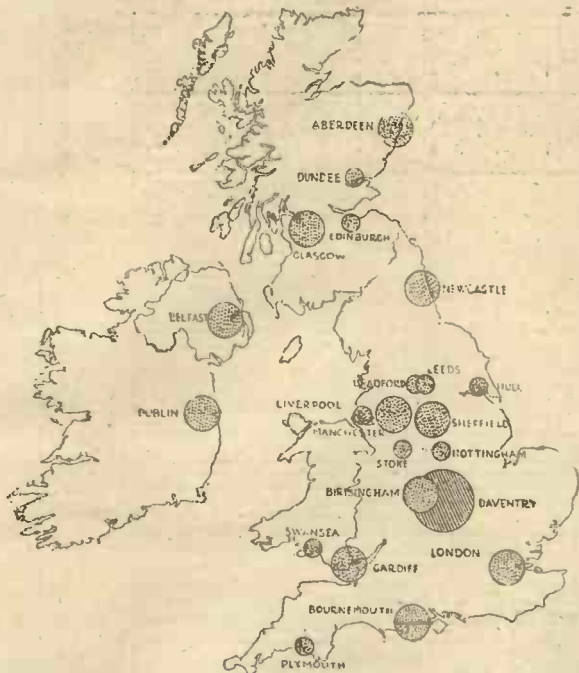 ABERDEEN
DUNDEE
EDINBURGH
GLASGOW
NEWCASTLE
BELFAST
LEEDS
BRADFORD
HULL
DUBLIN
LIVERPOOL
MANCHESTER
SHEFFIELD
STOKE
NOTTINGHAM
BIRMINGHAM
DAVENTRY
SWANSEA
LONDON
CARDIFF
BOURNEMOUTH
PLYMOUTH